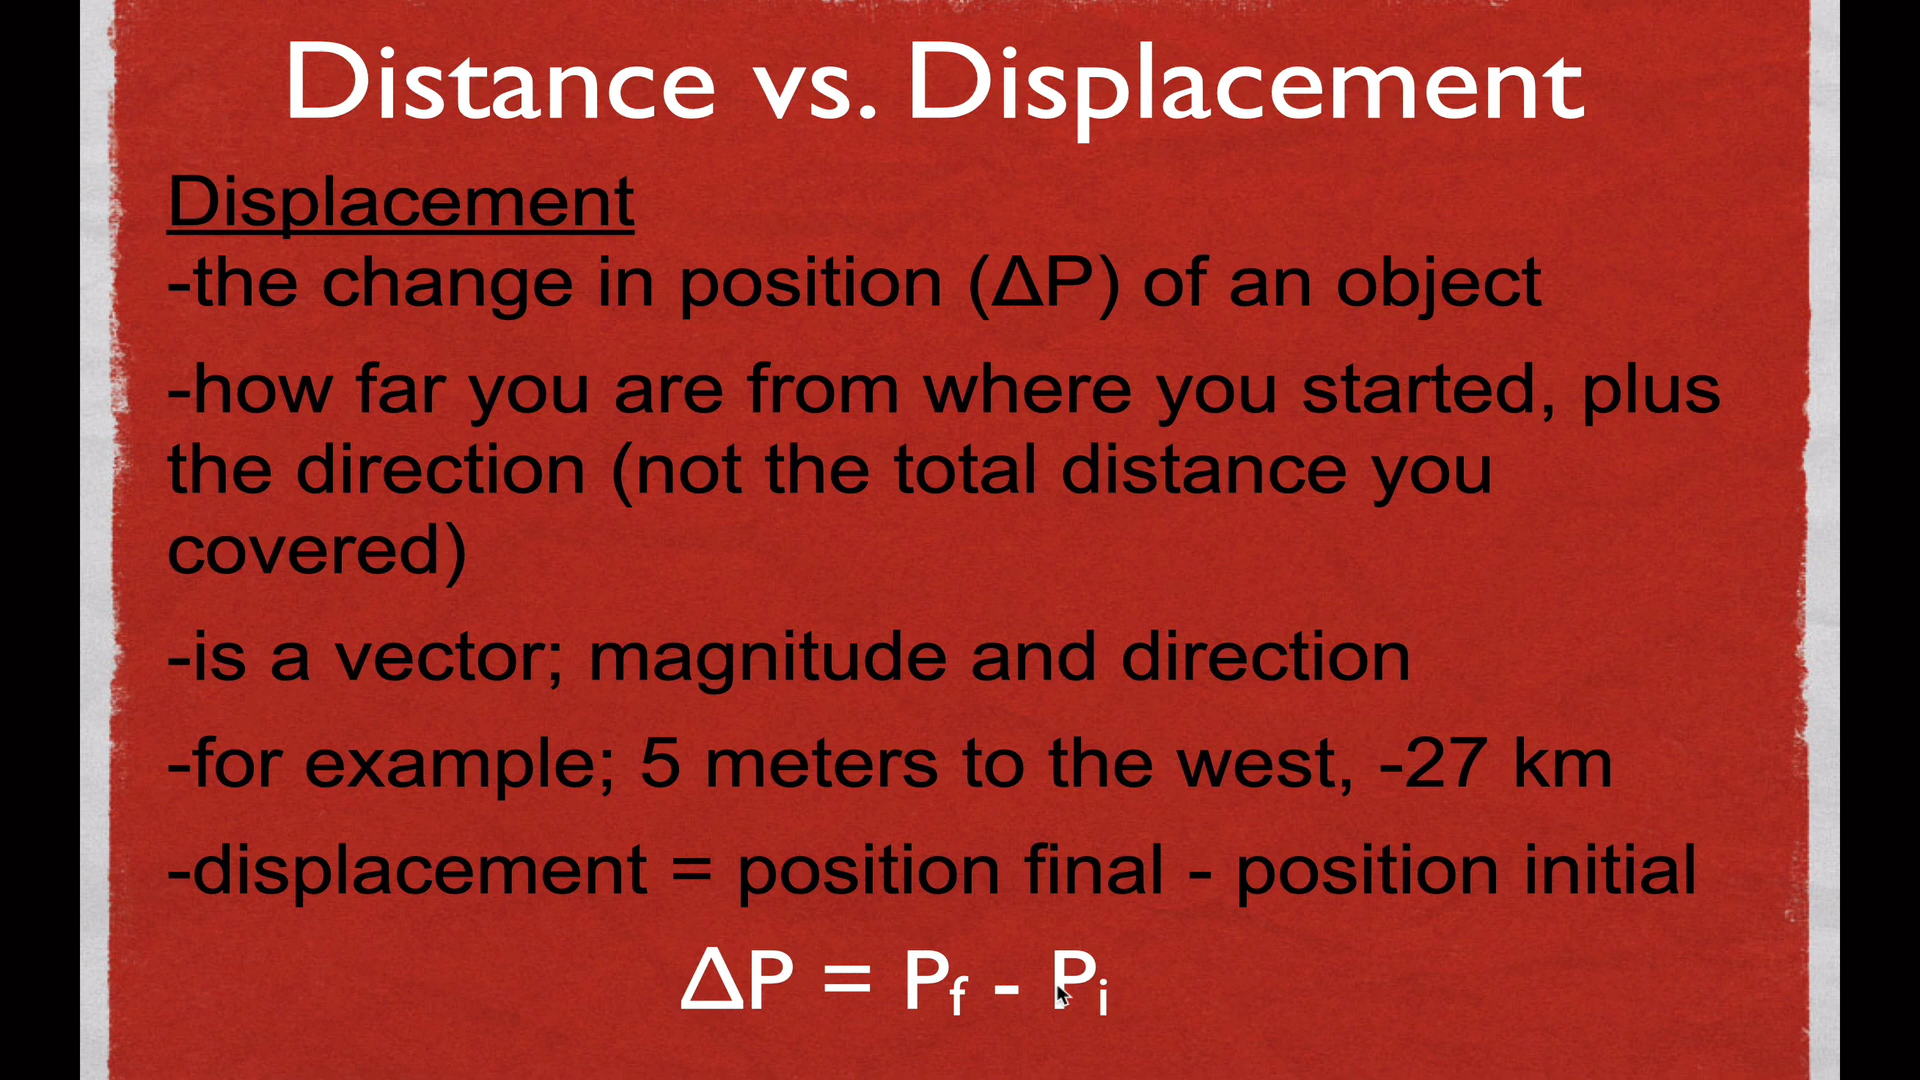 Distance vs. Displacement
Displacement
-the change in position (ΔP) of an object
-how far you are from where you started, plus
the direction (not the total distance you
covered)
-is a vector; magnitude and direction
-for example; 5 meters to the west, -27 km
-displacement = position final - position initial
ΔP = Pf - Pi